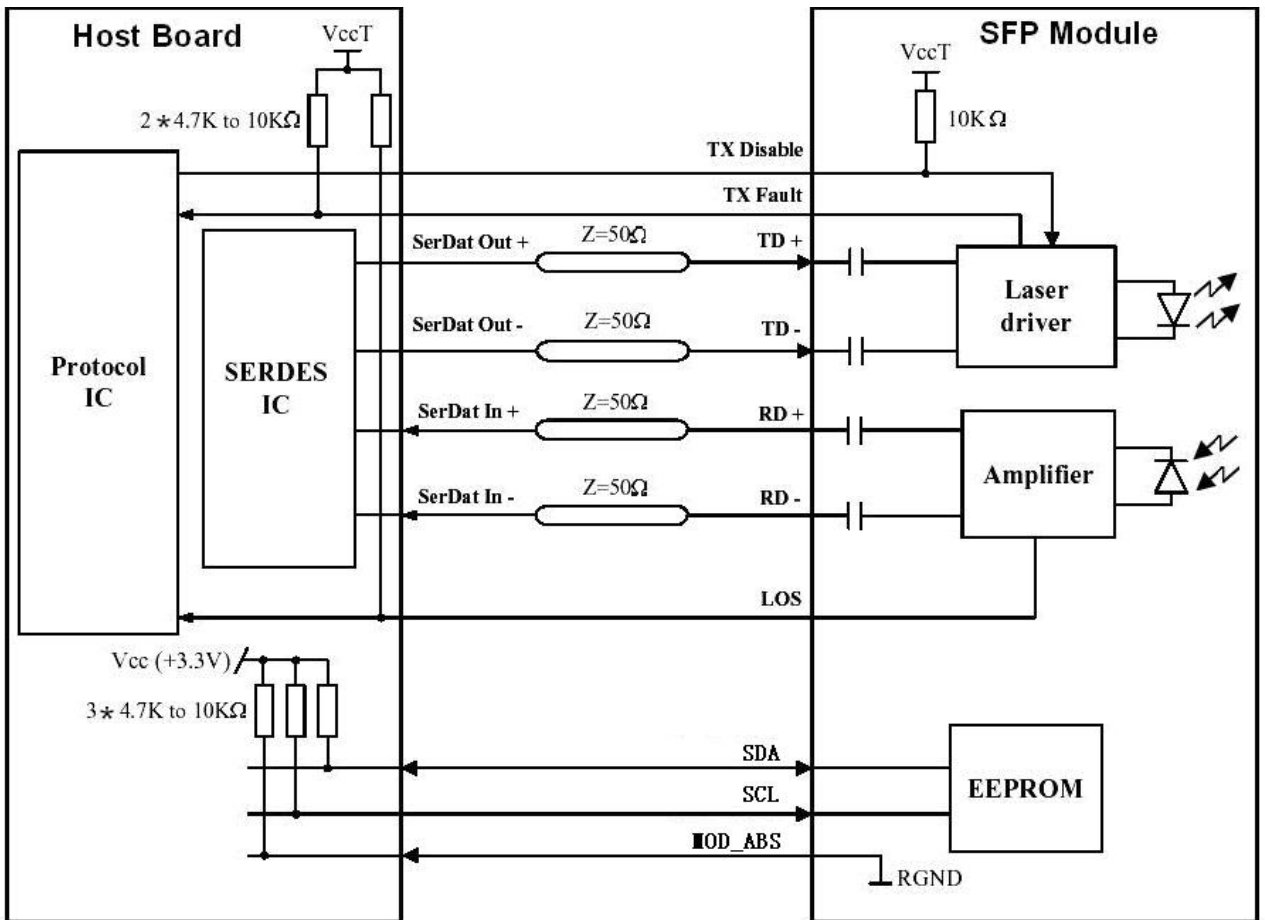 Host Board
SFP Module
VccT
VccT
2*4.7K to 10KΩ
10KΩ
TX Disable
TX Fault
SerDat Out +
Z=50Ω
TD +
SerDat Out -
Z=50Ω
TD -
Laser
driver
Protocol
IC
SERDES
IC
SerDat In +
Z=50Ω
RD +
SerDat In -
Z=50Ω
RD -
Amplifier
LOS
Vcc (+3.3V)
3* 4.7K to 10KΩ
SDA
SCL
EEPROM
MOD_ABS
RGND